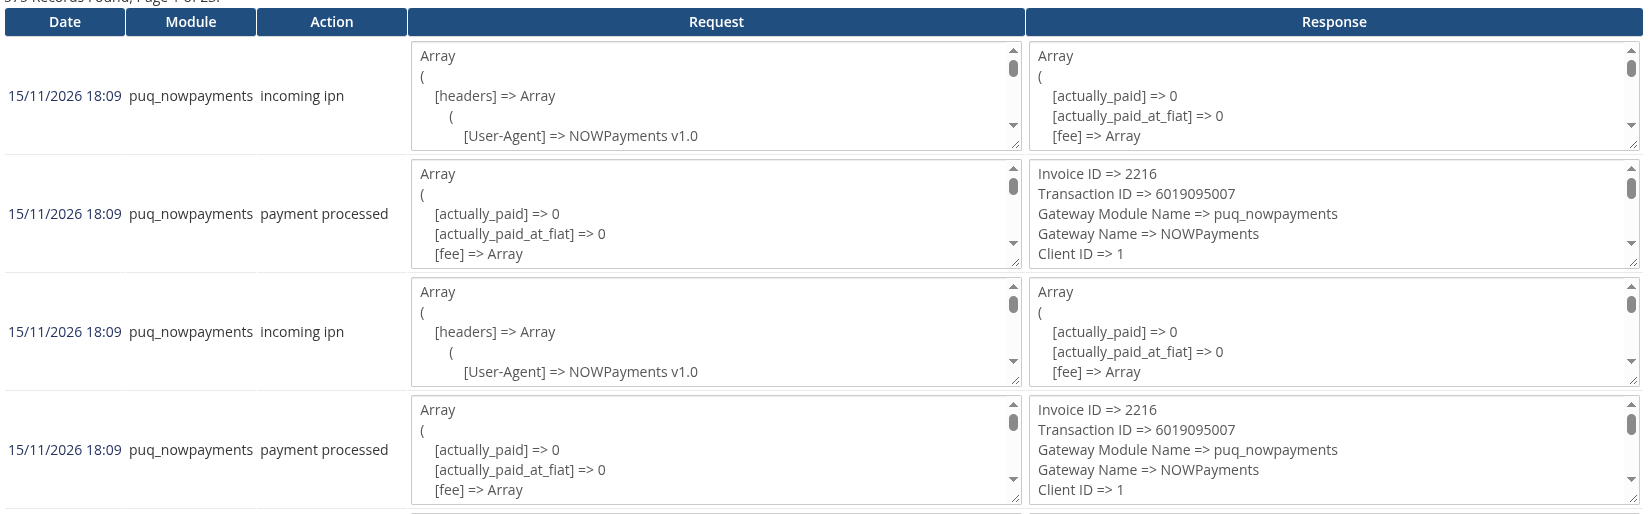 Date Module Action Request Response
15/11/2026 18:09 puq_nowpayments incoming ipn
Array
(
[headers] => Array
(
[User-Agent] => NOWPayments v1.0
Array
(
[actually_paid] => 0
[actually_paid_at_fiat] => 0
[fee] => Array
15/11/2026 18:09 puq_nowpayments payment processed
Array
(
[actually_paid] => 0
[actually_paid_at_fiat] => 0
[fee] => Array
Invoice ID => 2216
Transaction ID => 6019095007
Gateway Module Name => puq_nowpayments
Gateway Name => NOWPayments
Client ID => 1
15/11/2026 18:09 puq_nowpayments incoming ipn
Array
(
[headers] => Array
(
[User-Agent] => NOWPayments v1.0
Array
(
[actually_paid] => 0
[actually_paid_at_fiat] => 0
[fee] => Array
15/11/2026 18:09 puq_nowpayments payment processed
Array
(
[actually_paid] => 0
[actually_paid_at_fiat] => 0
[fee] => Array
Invoice ID => 2216
Transaction ID => 6019095007
Gateway Module Name => puq_nowpayments
Gateway Name => NOWPayments
Client ID => 1